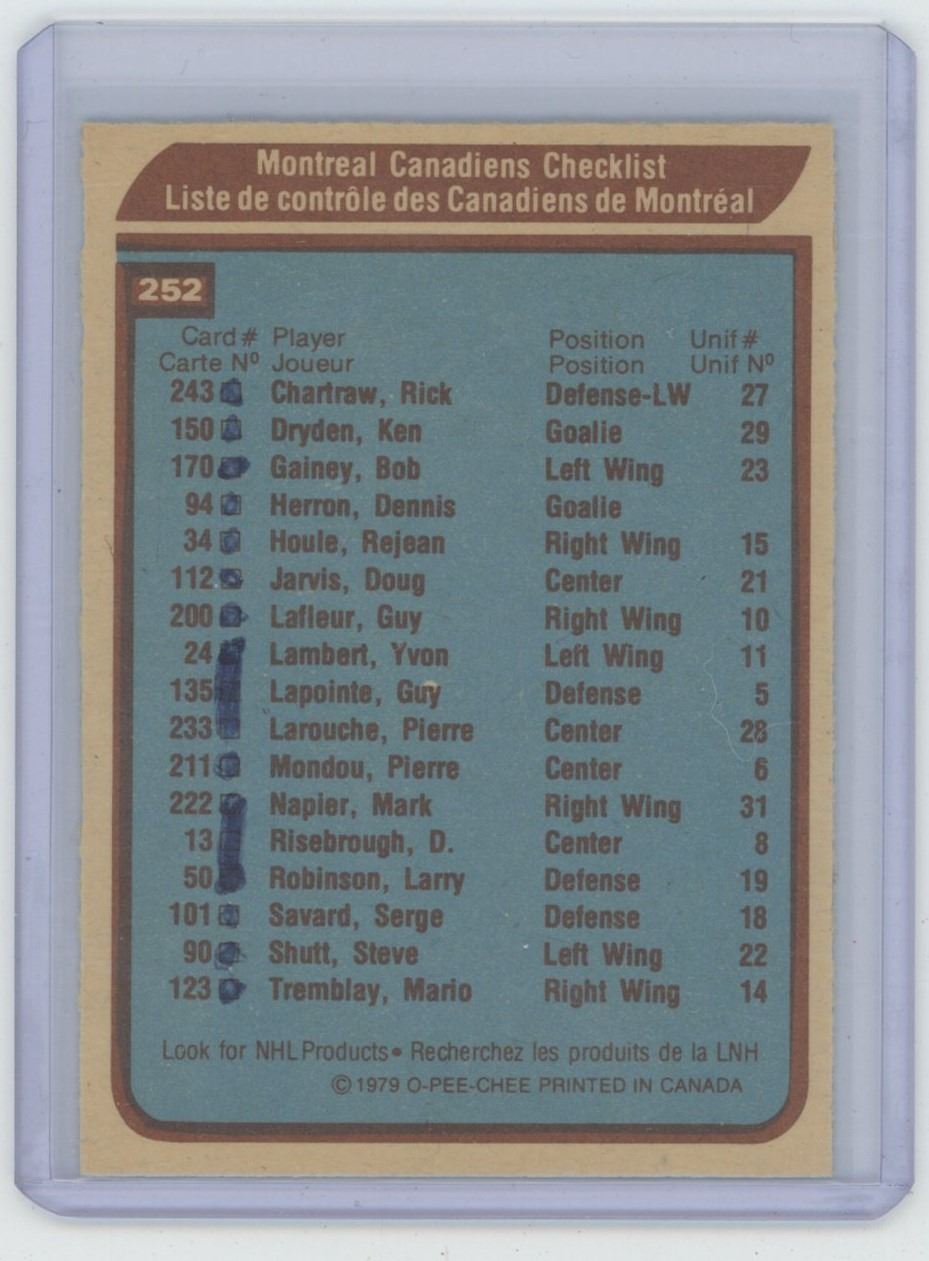 Montreal Canadiens Checklist
Liste de contrôle des Canadiens de Montréal
252
Card # Player Position Unif #
Carte Nº Joueur Position Unif Nº
243 Chartraw, Rick Defense-LW 27
150 Dryden, Ken Goalie 29
170 Gainey, Bob Left Wing 23
94 Herron, Dennis Goalie
34 Houle, Rejean Right Wing 15
112 Jarvis, Doug Center 21
200 Lafleur, Guy Right Wing 10
24 Lambert, Yvon Left Wing 11
135 Lapointe, Guy Defense 5
233 Larouche, Pierre Center 28
211 Mondou, Pierre Center 6
222 Napier, Mark Right Wing 31
13 Risebrough, D. Center 8
50 Robinson, Larry Defense 19
101 Savard, Serge Defense 18
90 Shutt, Steve Left Wing 22
123 Tremblay, Mario Right Wing 14
Look for NHL Products • Recherchez les produits de la LNH
© 1979 O-PEE-CHEE PRINTED IN CANADA